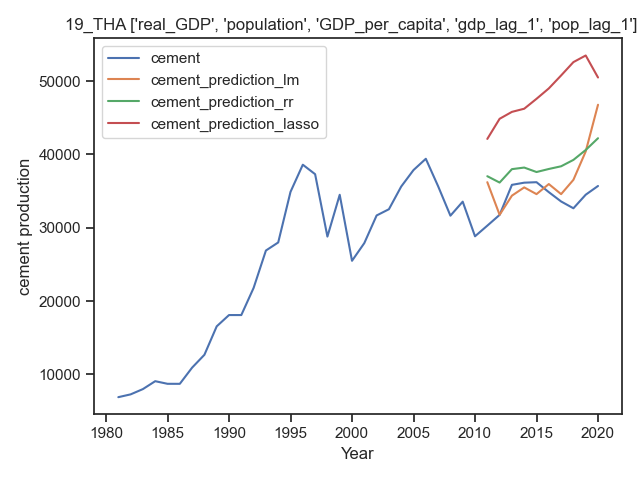 19_THA ['real_GDP', 'population', 'GDP_per_capita', 'gdp_lag_1', 'pop_lag_1']
cement
cement_prediction_lm
cement_prediction_rr
cement_prediction_lasso
cement production
50000
40000
30000
20000
10000
1980 1985 1990 1995 2000 2005 2010 2015 2020
Year